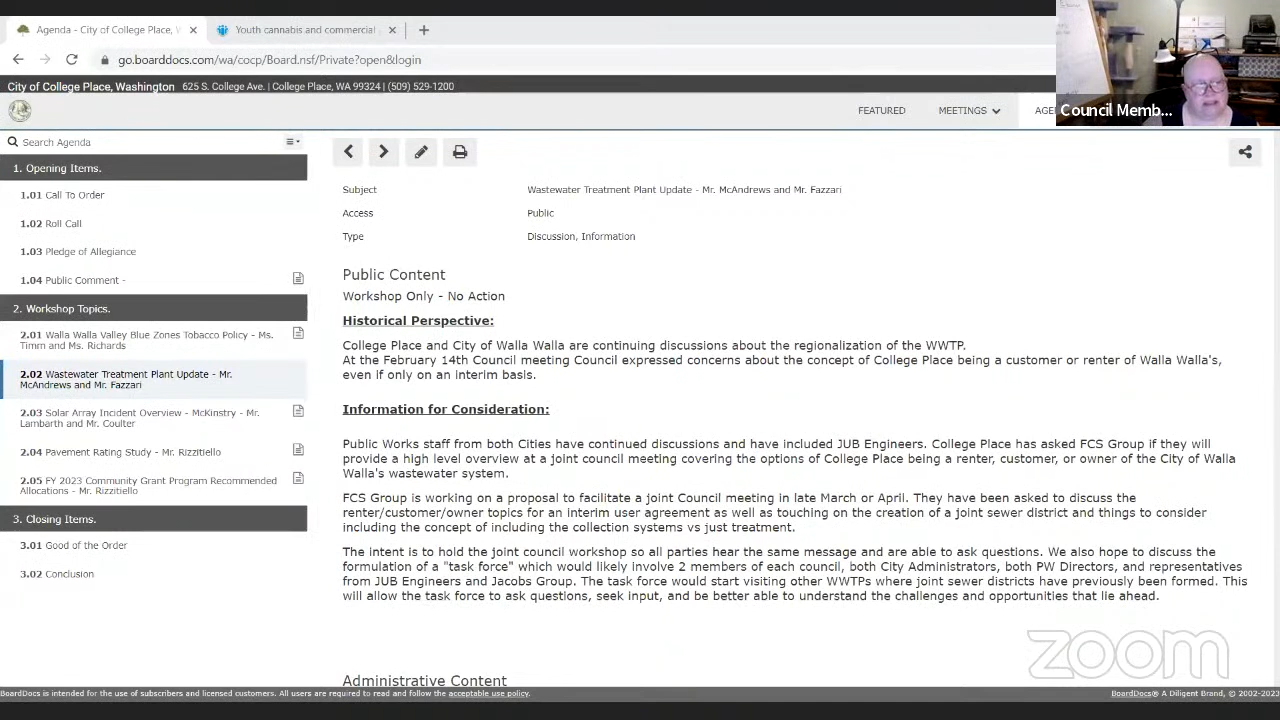 Agenda - City of College Place, W
Youth cannabis and commercial
go.boarddocs.com/wa/cocp/Board.nsf/Private?open&login
City of College Place, Washington 625 S. College Ave. | College Place, WA 99324 | (509) 529-1200
FEATURED MEETINGS AGE
Council Memb...
Search Agenda
1. Opening Items.
1.01 Call To Order
1.02 Roll Call
1.03 Pledge of Allegiance
1.04 Public Comment -
2. Workshop Topics.
2.01 Walla Walla Valley Blue Zones Tobacco Policy - Ms.
Timm and Ms. Richards
2.02 Wastewater Treatment Plant Update - Mr.
McAndrews and Mr. Fazzari
2.03 Solar Array Incident Overview - McKinstry - Mr.
Lambarth and Mr. Coulter
2.04 Pavement Rating Study - Mr. Rizzitiello
2.05 FY 2023 Community Grant Program Recommended
Allocations - Mr. Rizzitiello
3. Closing Items.
3.01 Good of the Order
3.02 Conclusion
Subject Wastewater Treatment Plant Update - Mr. McAndrews and Mr. Fazzari
Access Public
Type Discussion, Information
Public Content
Workshop Only - No Action
Historical Perspective:
College Place and City of Walla Walla are continuing discussions about the regionalization of the WWTP.
At the February 14th Council meeting Council expressed concerns about the concept of College Place being a customer or renter of Walla Walla's,
even if only on an interim basis.
Information for Consideration:
Public Works staff from both Cities have continued discussions and have included JUB Engineers. College Place has asked FCS Group if they will
provide a high level overview at a joint council meeting covering the options of College Place being a renter, customer, or owner of the City of Walla
Walla's wastewater system.
FCS Group is working on a proposal to facilitate a joint Council meeting in late March or April. They have been asked to discuss the
renter/customer/owner topics for an interim user agreement as well as touching on the creation of a joint sewer district and things to consider
including the concept of including the collection systems vs just treatment.
The intent is to hold the joint council workshop so all parties hear the same message and are able to ask questions. We also hope to discuss the
formulation of a "task force" which would likely involve 2 members of each council, both City Administrators, both PW Directors, and representatives
from JUB Engineers and Jacobs Group. The task force would start visiting other WWTPs where joint sewer districts have previously been formed. This
will allow the task force to ask questions, seek input, and be better able to understand the challenges and opportunities that lie ahead.
zoom
Administrative Content
BoardDocs is intended for the use of subscribers and licensed customers. All users are required to read and follow the acceptable use policy.
BoardDocs® A Diligent Brand, © 2002-2023